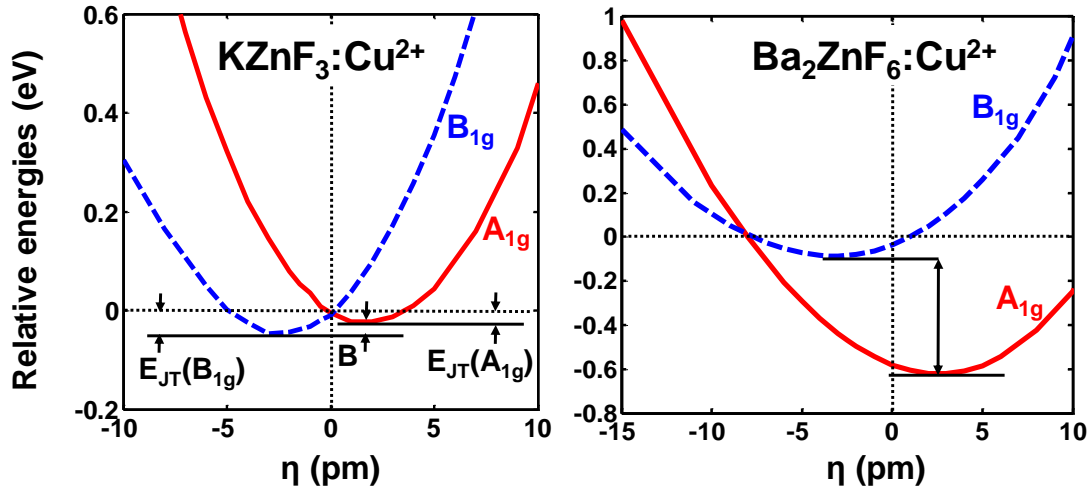 Relative energies (eV)
KZnF₃:Cu²⁺
0.6
0.4
0.2
0
-0.2
B₁g
A₁g
E_JT(B₁g)
B
E_JT(A₁g)
-10
-5
0
5
10
η (pm)
Ba₂ZnF₆:Cu²⁺
1
0.8
0.6
0.4
0.2
0
-0.2
-0.4
-0.6
-0.8
B₁g
A₁g
-15
-10
-5
0
5
10
η (pm)